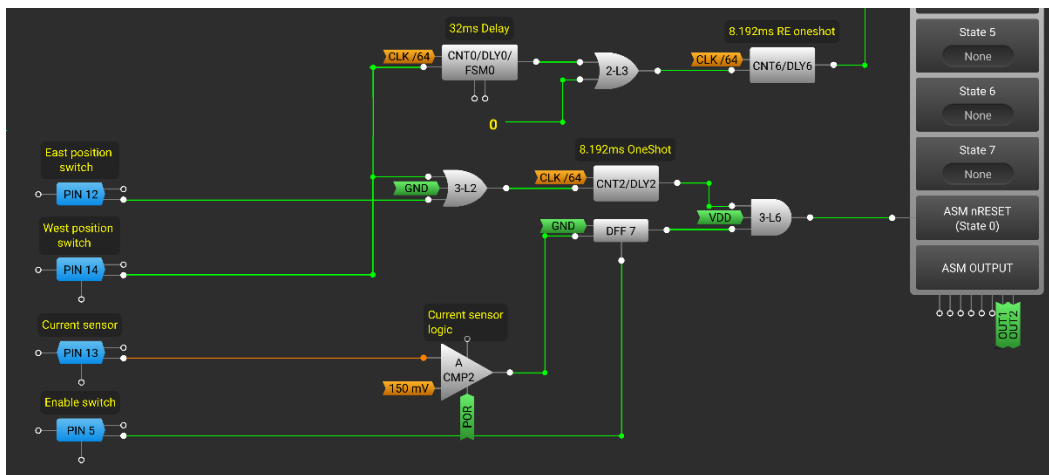 32ms Delay
CLK /64
CNT0/DLY0/
FSM0
2-L3
8.192ms RE oneshot
CLK /64
CNT6/DLY6
0
State 5
None
State 6
None
State 7
None
ASM nRESET
(State 0)
ASM OUTPUT
OUT1
OUT2
East position
switch
PIN 12
GND
3-L2
8.192ms OneShot
CLK /64
CNT2/DLY2
West position
switch
PIN 14
GND
DFF 7
VDD
3-L6
Current sensor
PIN 13
Current sensor
logic
A
CMP2
150 mV
POR
Enable switch
PIN 5